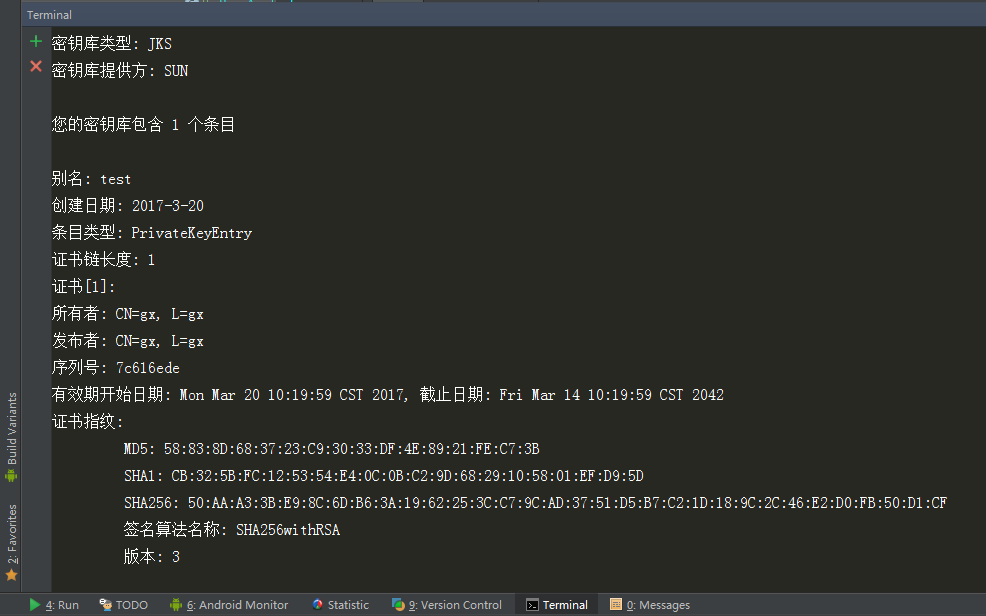 Terminal
密钥库类型: JKS
密钥库提供方: SUN
您的密钥库包含 1 个条目
别名: test
创建日期: 2017-3-20
条目类型: PrivateKeyEntry
证书链长度: 1
证书[1]:
所有者: CN=gx, L=gx
发布者: CN=gx, L=gx
序列号: 7c616ede
有效期开始日期: Mon Mar 20 10:19:59 CST 2017, 截止日期: Fri Mar 14 10:19:59 CST 2042
证书指纹:
MD5: 58:83:8D:68:37:23:C9:30:33:DF:4E:89:21:FE:C7:3B
SHA1: CB:32:5B:FC:12:53:54:E4:0C:0B:C2:9D:68:29:10:58:01:EF:D9:5D
SHA256: 50:AA:A3:3B:E9:8C:6D:B6:3A:19:62:25:3C:C7:9C:AD:37:51:D5:B7:C2:1D:18:9C:2C:46:E2:D0:FB:50:D1:CF
签名算法名称: SHA256withRSA
版本: 3
Build Variants
2: Favorites
4: Run TODO 6: Android Monitor Statistic 9: Version Control Terminal 0: Messages